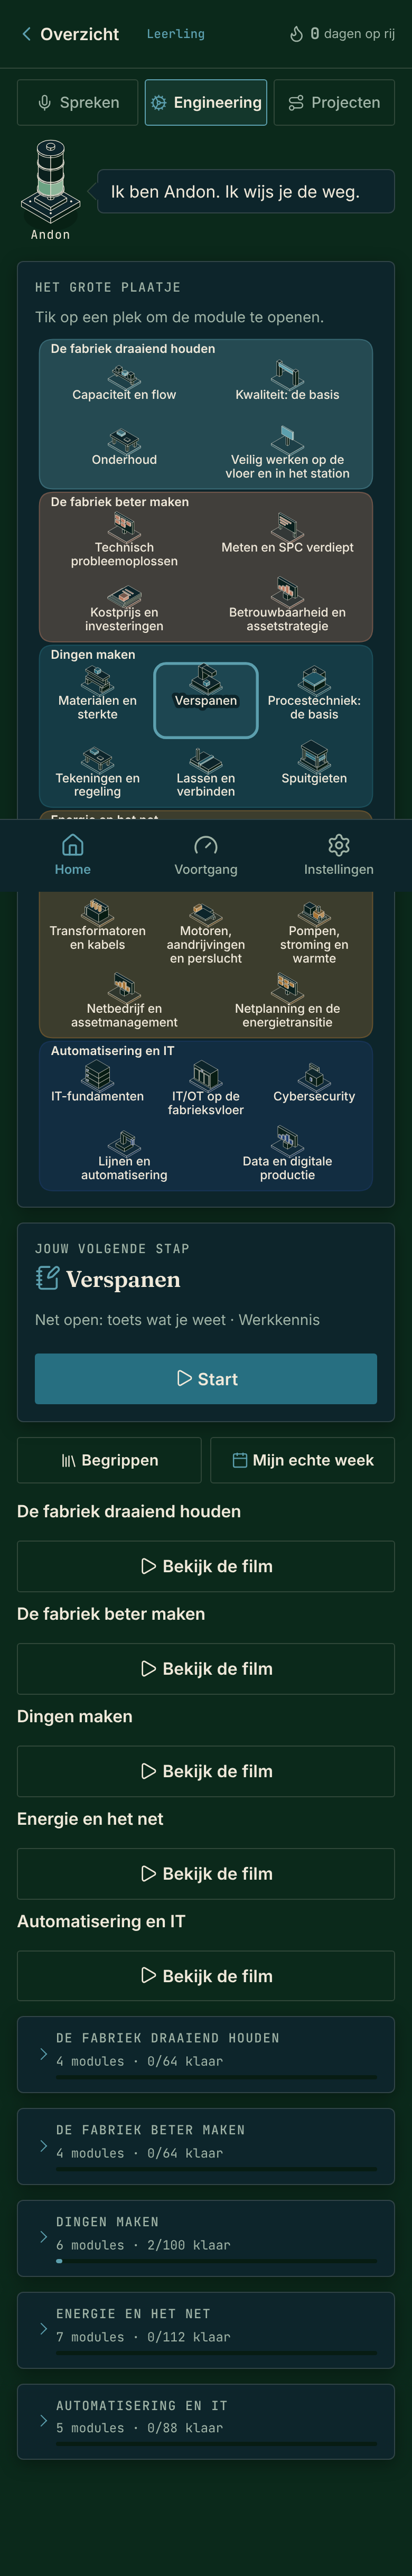 Overzicht
Leerling
0 dagen op rij
Spreken
Engineering
Projecten
Ik ben Andon. Ik wijs je de weg.
Andon
HET GROTE PLAATJE
Tik op een plek om de module te openen.
De fabriek draaiend houden
Capaciteit en flow
Kwaliteit: de basis
Onderhoud
Veilig werken op de
vloer en in het station
De fabriek beter maken
Technisch
probleemoplossen
Meten en SPC verdiept
Kostprijs en
investeringen
Betrouwbaarheid en
assetstrategie
Dingen maken
Materialen en
sterkte
Verspanen
Procestechniek:
de basis
Tekeningen en
regeling
Lassen en
verbinden
Spuitgieten
Home
Voortgang
Instellingen
Transformatoren
en kabels
Motoren,
aandrijvingen
en perslucht
Pompen,
stroming en
warmte
Netbedrijf en
assetmanagement
Netplanning en de
energietransitie
Automatisering en IT
IT-fundamenten
IT/OT op de
fabrieksvloer
Cybersecurity
Lijnen en
automatisering
Data en digitale
productie
JOUW VOLGENDE STAP
Verspanen
Net open: toets wat je weet · Werkkennis
Start
Begrippen
Mijn echte week
De fabriek draaiend houden
Bekijk de film
De fabriek beter maken
Bekijk de film
Dingen maken
Bekijk de film
Energie en het net
Bekijk de film
Automatisering en IT
Bekijk de film
DE FABRIEK DRAAIEND HOUDEN
4 modules · 0/64 klaar
DE FABRIEK BETER MAKEN
4 modules · 0/64 klaar
DINGEN MAKEN
6 modules · 2/100 klaar
ENERGIE EN HET NET
7 modules · 0/112 klaar
AUTOMATISERING EN IT
5 modules · 0/88 klaar